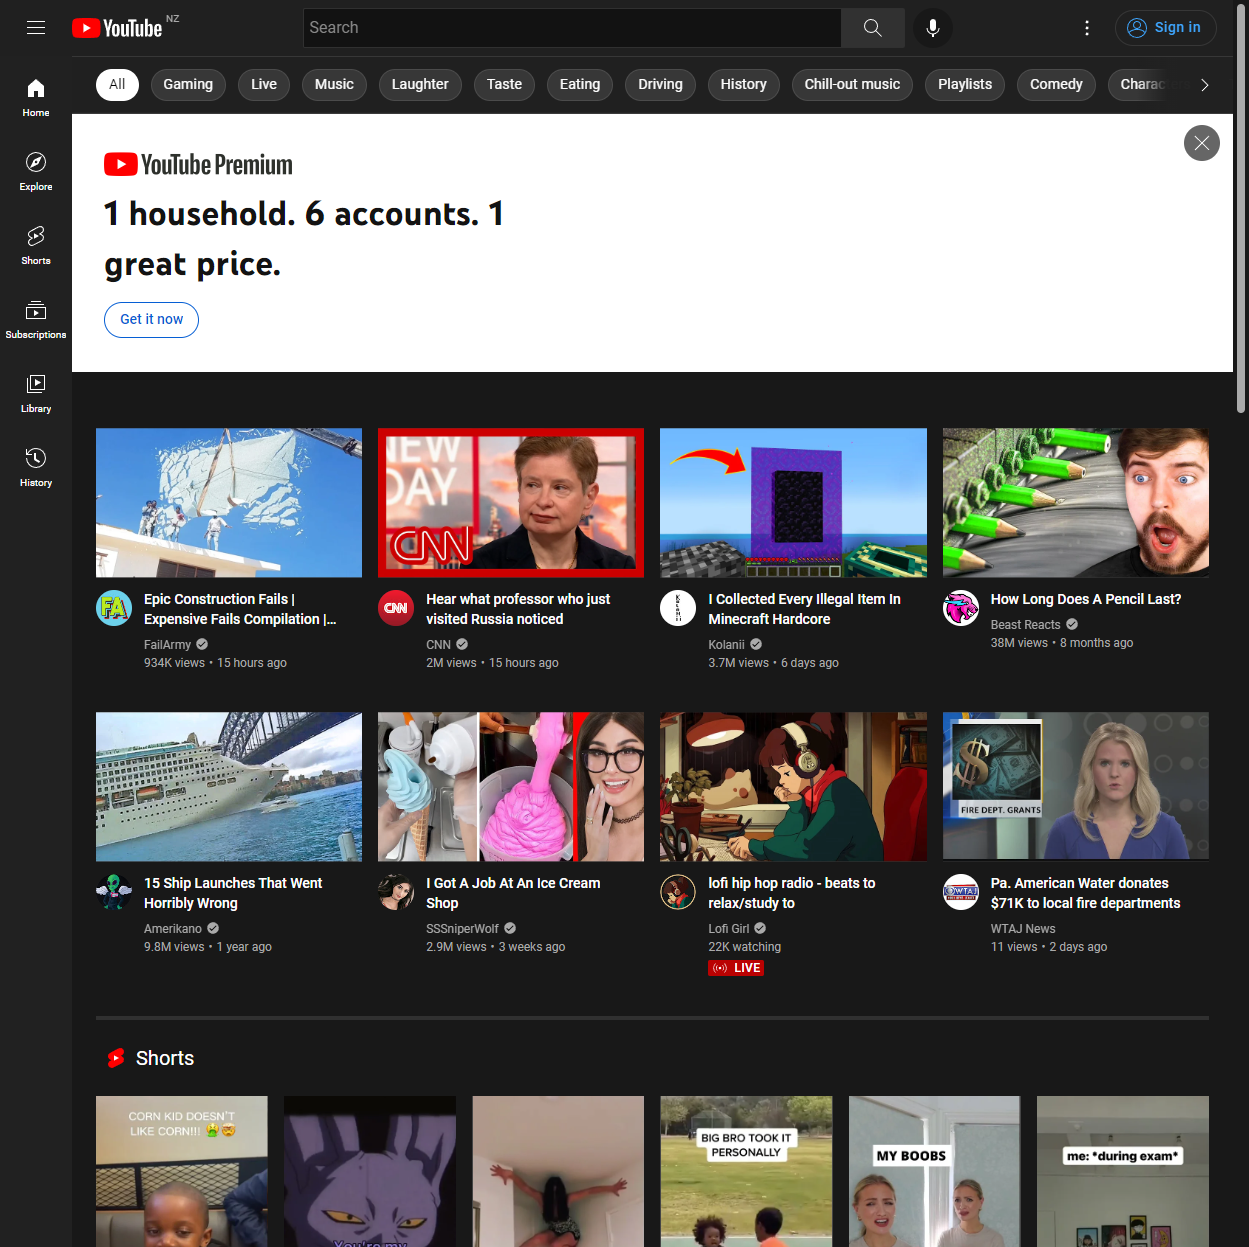 YouTube NZ
Search
Sign in
Home
Explore
Shorts
Subscriptions
Library
History
All
Gaming
Live
Music
Laughter
Taste
Eating
Driving
History
Chill-out music
Playlists
Comedy
YouTube Premium
1 household. 6 accounts. 1
great price.
Get it now
NEW
DAY
CNN
FA
Epic Construction Fails |
Expensive Fails Compilation |...
FailArmy
934K views • 15 hours ago
CNN
Hear what professor who just
visited Russia noticed
CNN
2M views • 15 hours ago
I Collected Every Illegal Item In
Minecraft Hardcore
Kolanii
3.7M views • 6 days ago
How Long Does A Pencil Last?
Beast Reacts
38M views • 8 months ago
15 Ship Launches That Went
Horribly Wrong
Amerikano
9.8M views • 1 year ago
I Got A Job At An Ice Cream
Shop
SSSniperWolf
2.9M views • 3 weeks ago
lofi hip hop radio - beats to
relax/study to
Lofi Girl
22K watching
LIVE
$
FIRE DEPT. GRANTS
WTAJ
Pa. American Water donates
$71K to local fire departments
WTAJ News
11 views • 2 days ago
Shorts
CORN KID DOESN'T
LIKE CORN!!!
You're my
BIG BRO TOOK IT
PERSONALLY
MY BOOBS
me: *during exam*